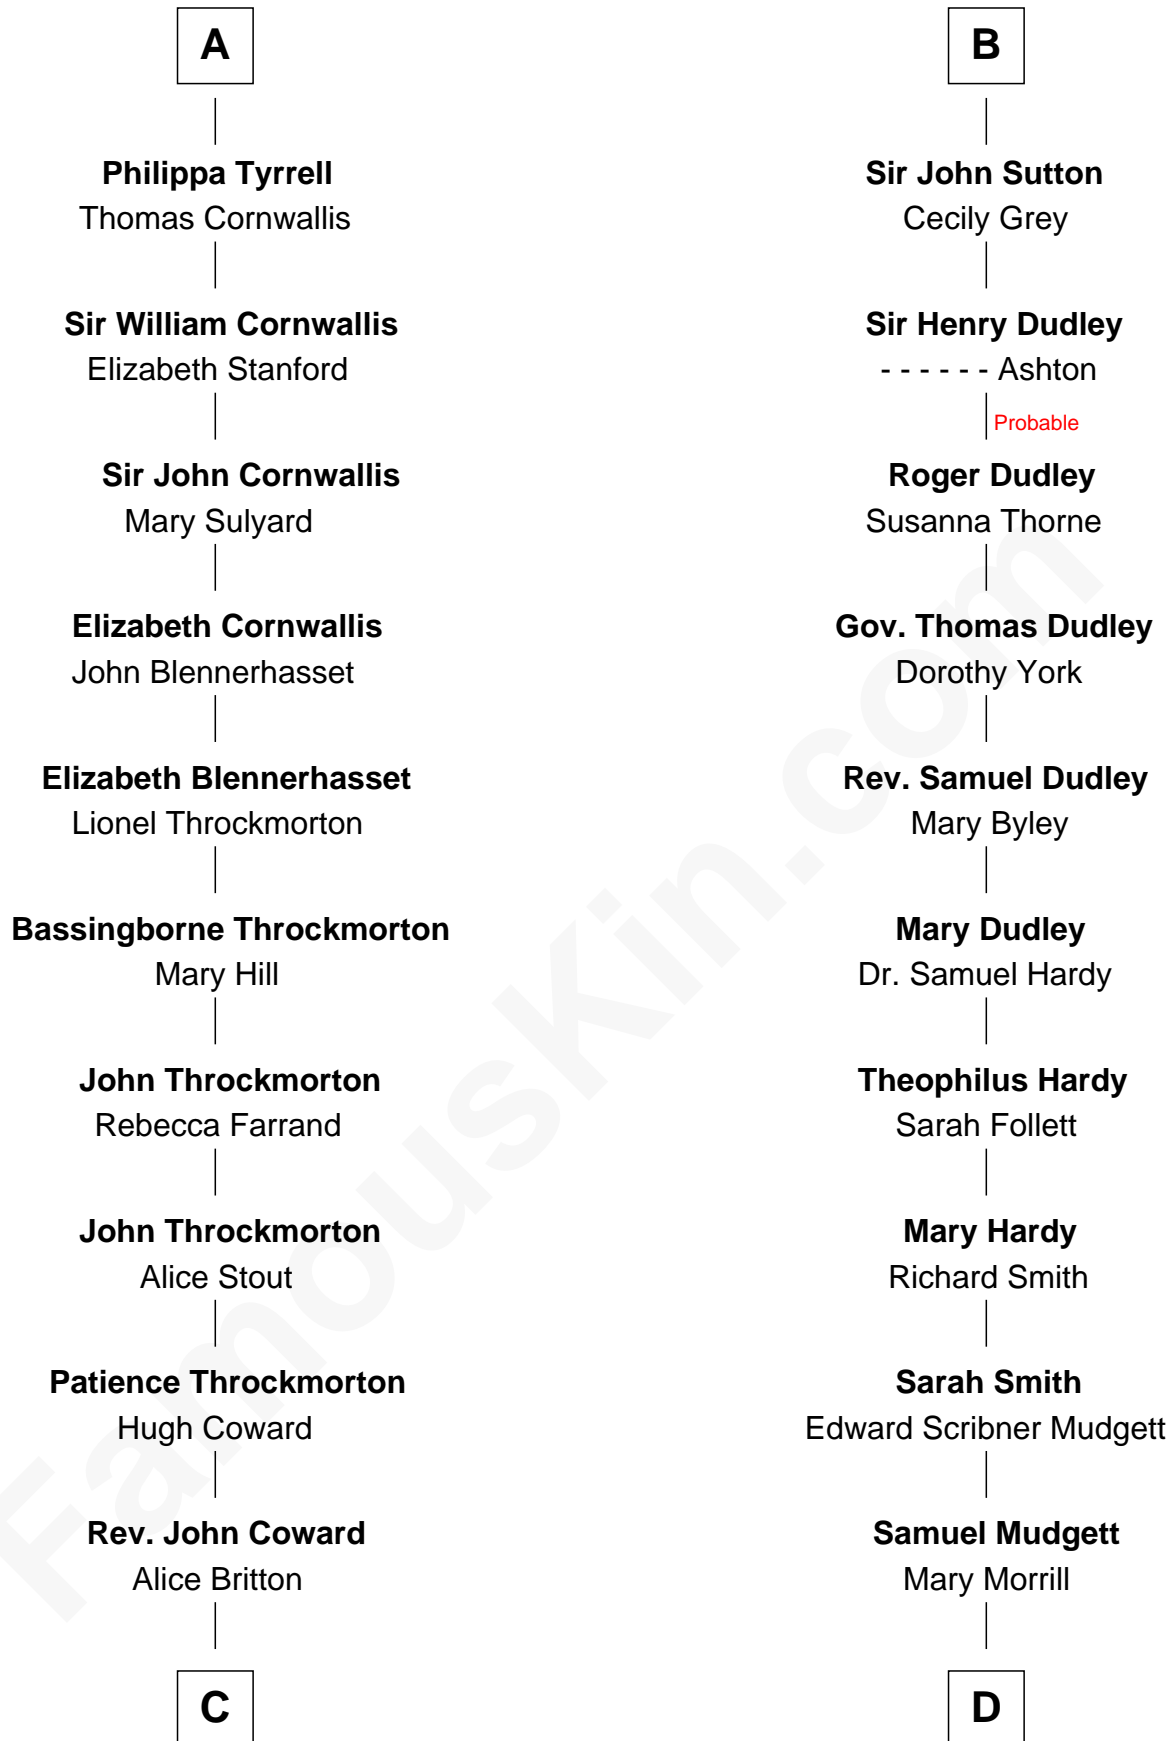 A
Philippa Tyrrell
Thomas Cornwallis
Sir William Cornwallis
Elizabeth Stanford
Sir John Cornwallis
Mary Sulyard
Elizabeth Cornwallis
John Blennerhasset
Elizabeth Blennerhasset
Lionel Throckmorton
Bassingborne Throckmorton
Mary Hill
John Throckmorton
Rebecca Farrand
John Throckmorton
Alice Stout
Patience Throckmorton
Hugh Coward
Rev. John Coward
Alice Britton
C
B
Sir John Sutton
Cecily Grey
Sir Henry Dudley
- - - - - - Ashton
Probable
Roger Dudley
Susanna Thorne
Gov. Thomas Dudley
Dorothy York
Rev. Samuel Dudley
Mary Byley
Mary Dudley
Dr. Samuel Hardy
Theophilus Hardy
Sarah Follett
Mary Hardy
Richard Smith
Sarah Smith
Edward Scribner Mudgett
Samuel Mudgett
Mary Morrill
D
FamousKin.com